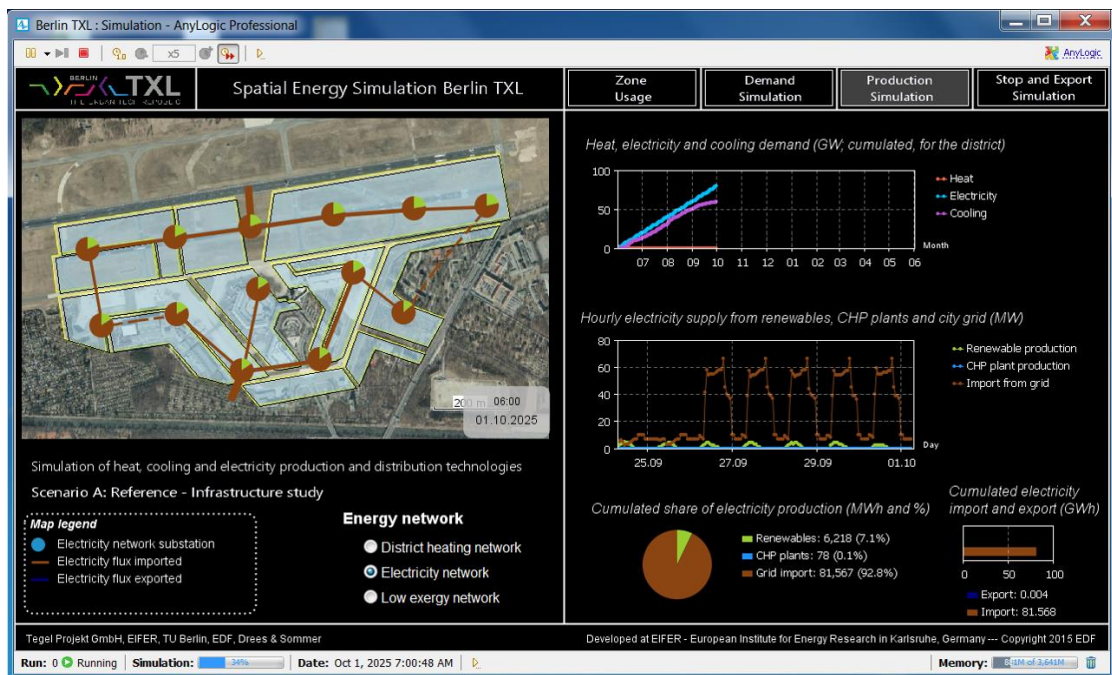 Berlin TXL : Simulation - AnyLogic Professional
x5
AnyLogic
BERLIN TXL
THE URBAN TECH REPUBLIC
Spatial Energy Simulation Berlin TXL
Zone
Usage
Demand
Simulation
Production
Simulation
Stop and Export
Simulation
200 m
06:00
01.10.2025
Simulation of heat, cooling and electricity production and distribution technologies
Scenario A: Reference - Infrastructure study
Map legend
Electricity network substation
Electricity flux imported
Electricity flux exported
Energy network
District heating network
Electricity network
Low exergy network
Heat, electricity and cooling demand (GW, cumulated, for the district)
100
50
0
07 08 09 10 11 12 01 02 03 04 05 06
Month
Heat
Electricity
Cooling
Hourly electricity supply from renewables, CHP plants and city grid (MW)
80
60
40
20
0
25.09 27.09 29.09 01.10
Day
Renewable production
CHP plant production
Import from grid
Cumulated share of electricity production (MWh and %)
Renewables: 6,218 (7.1%)
CHP plants: 78 (0.1%)
Grid import: 81,567 (92.8%)
Cumulated electricity
import and export (GWh)
0 50 100
Export: 0.004
Import: 81.568
Tegel Projekt GmbH, EIFER, TU Berlin, EDF, Drees & Sommer
Developed at EIFER - European Institute for Energy Research in Karlsruhe, Germany --- Copyright 2015 EDF
Run: 0 Running Simulation: 34% Date: Oct 1, 2025 7:00:48 AM Memory: of 3,641M